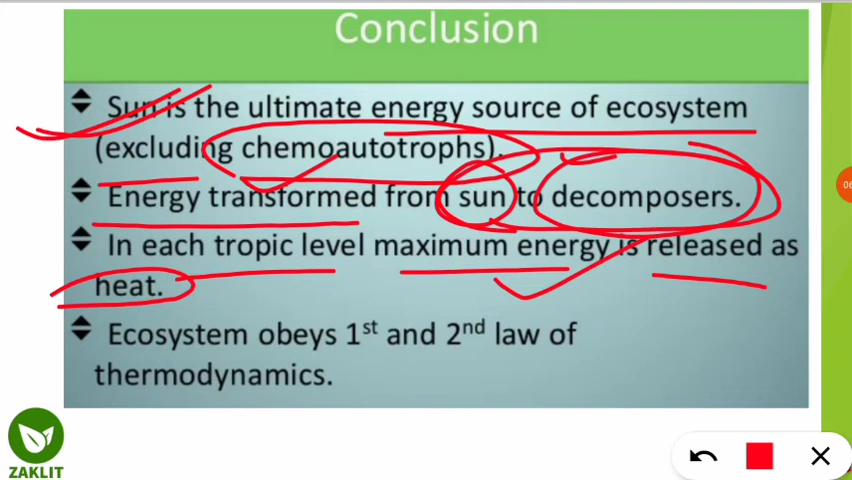 Conclusion
Sun is the ultimate energy source of ecosystem
(excluding chemoautotrophs).
Energy transformed from sun to decomposers.
In each tropic level maximum energy is released as
heat.
Ecosystem obeys 1st and 2nd law of
thermodynamics.
ZAKLIT
06